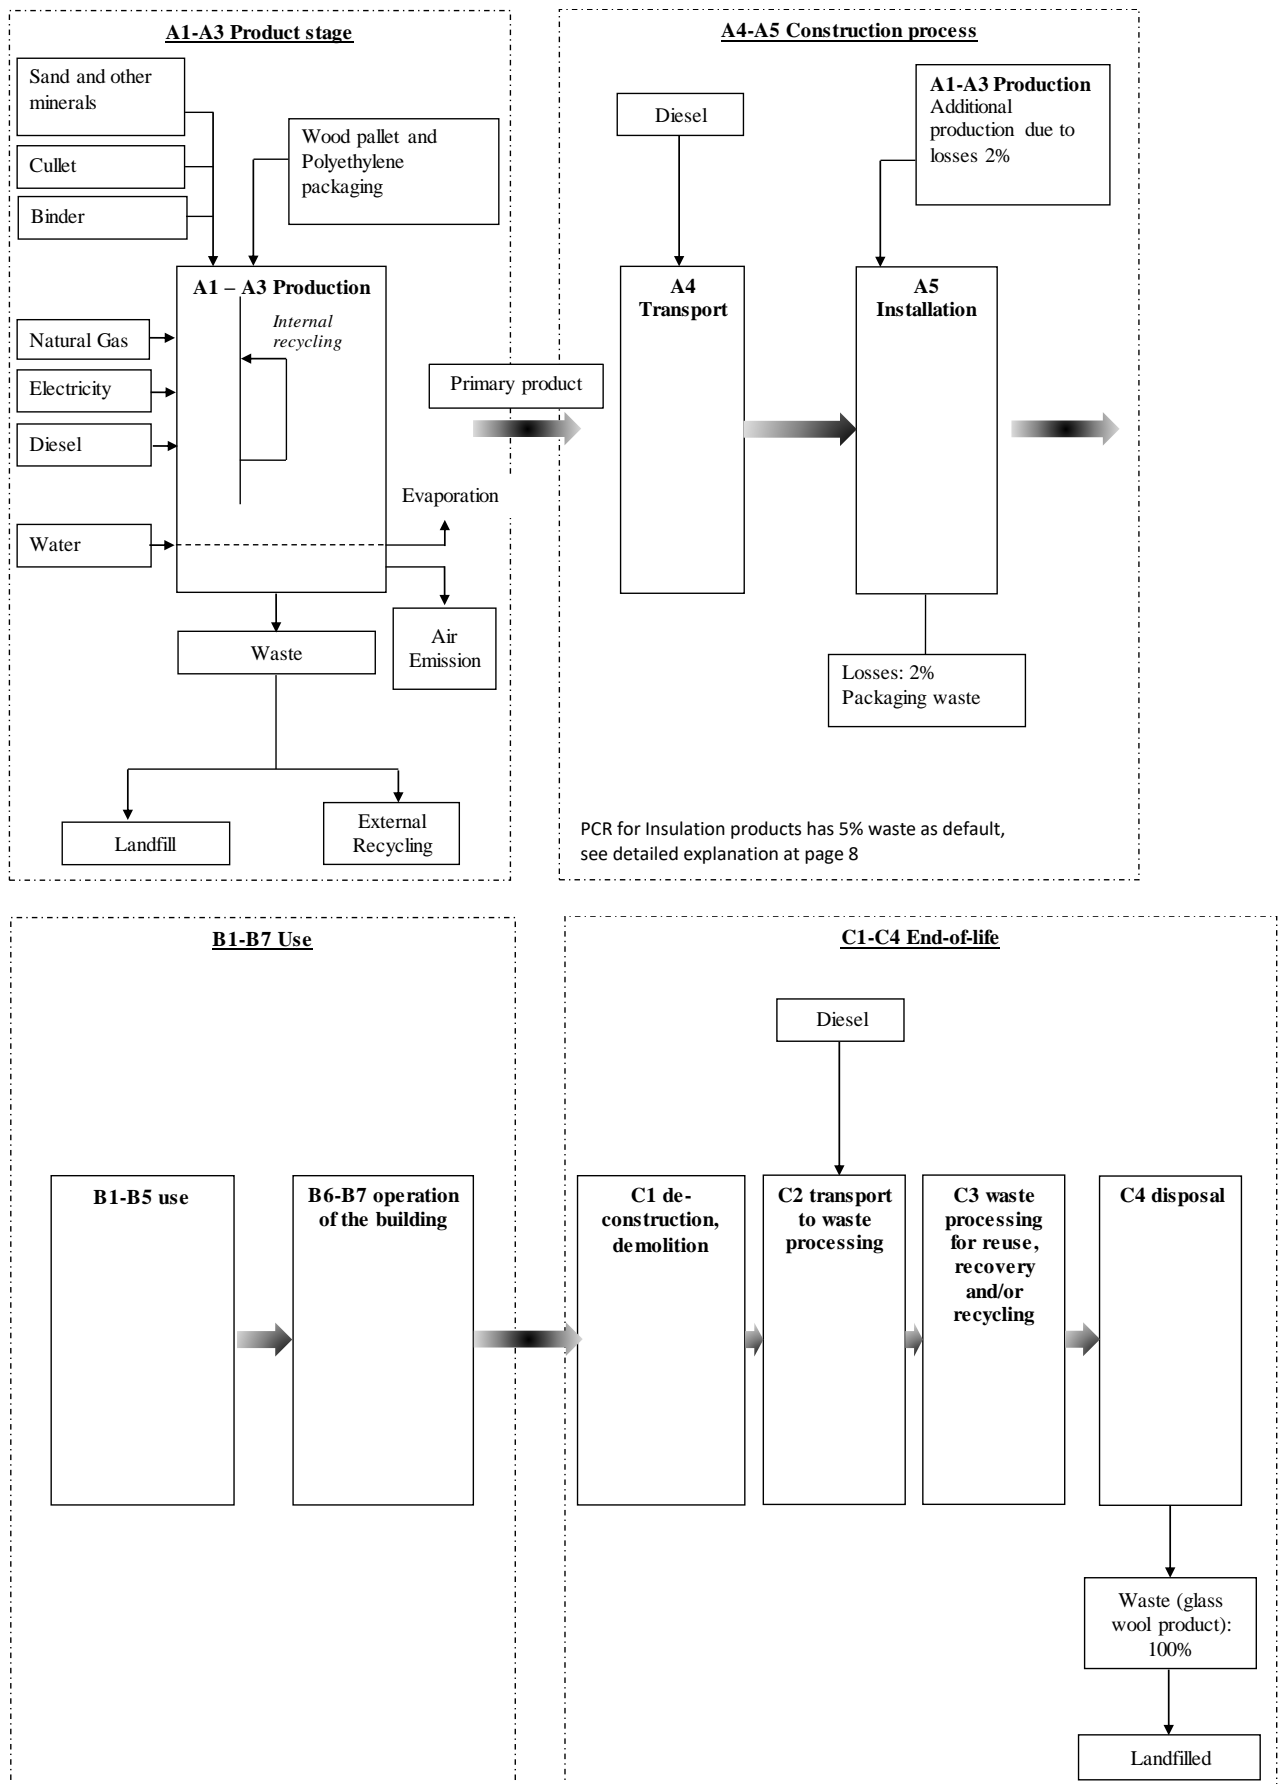 A1-A3 Product stage
Sand and other
minerals
Cullet
Binder
Wood pallet and
Polyethylene
packaging
A1 – A3 Production
Internal
recycling
Natural Gas
Electricity
Diesel
Water
Primary product
Evaporation
Air
Emission
Waste
Landfill
External
Recycling
A4-A5 Construction process
Diesel
A1-A3 Production
Additional
production due to
losses 2%
A4
Transport
A5
Installation
Losses: 2%
Packaging waste
PCR for Insulation products has 5% waste as default,
see detailed explanation at page 8
B1-B7 Use
B1-B5 use
B6-B7 operation
of the building
C1-C4 End-of-life
Diesel
C1 de-
construction,
demolition
C2 transport
to waste
processing
C3 waste
processing
for reuse,
recovery
and/or
recycling
C4 disposal
Waste (glass
wool product):
100%
Landfilled